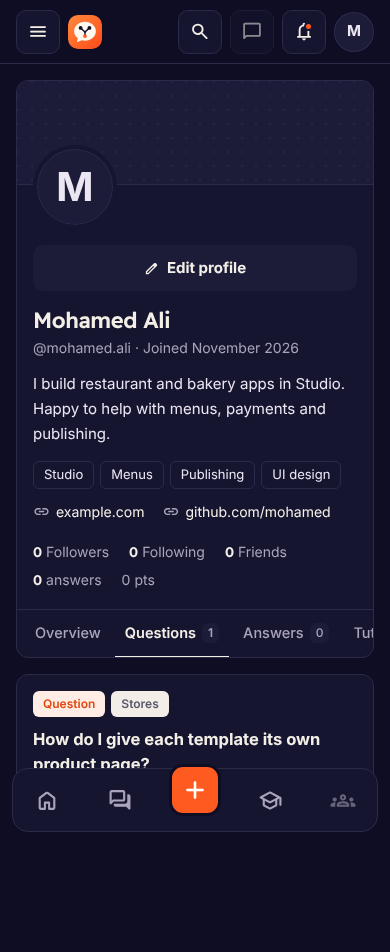 M
M
Edit profile
Mohamed Ali
@mohamed.ali · Joined November 2026
I build restaurant and bakery apps in Studio.
Happy to help with menus, payments and
publishing.
Studio Menus Publishing UI design
example.com github.com/mohamed
0 Followers 0 Following 0 Friends
0 answers 0 pts
Overview Questions 1 Answers 0 Tut
Question Stores
How do I give each template its own
product page?